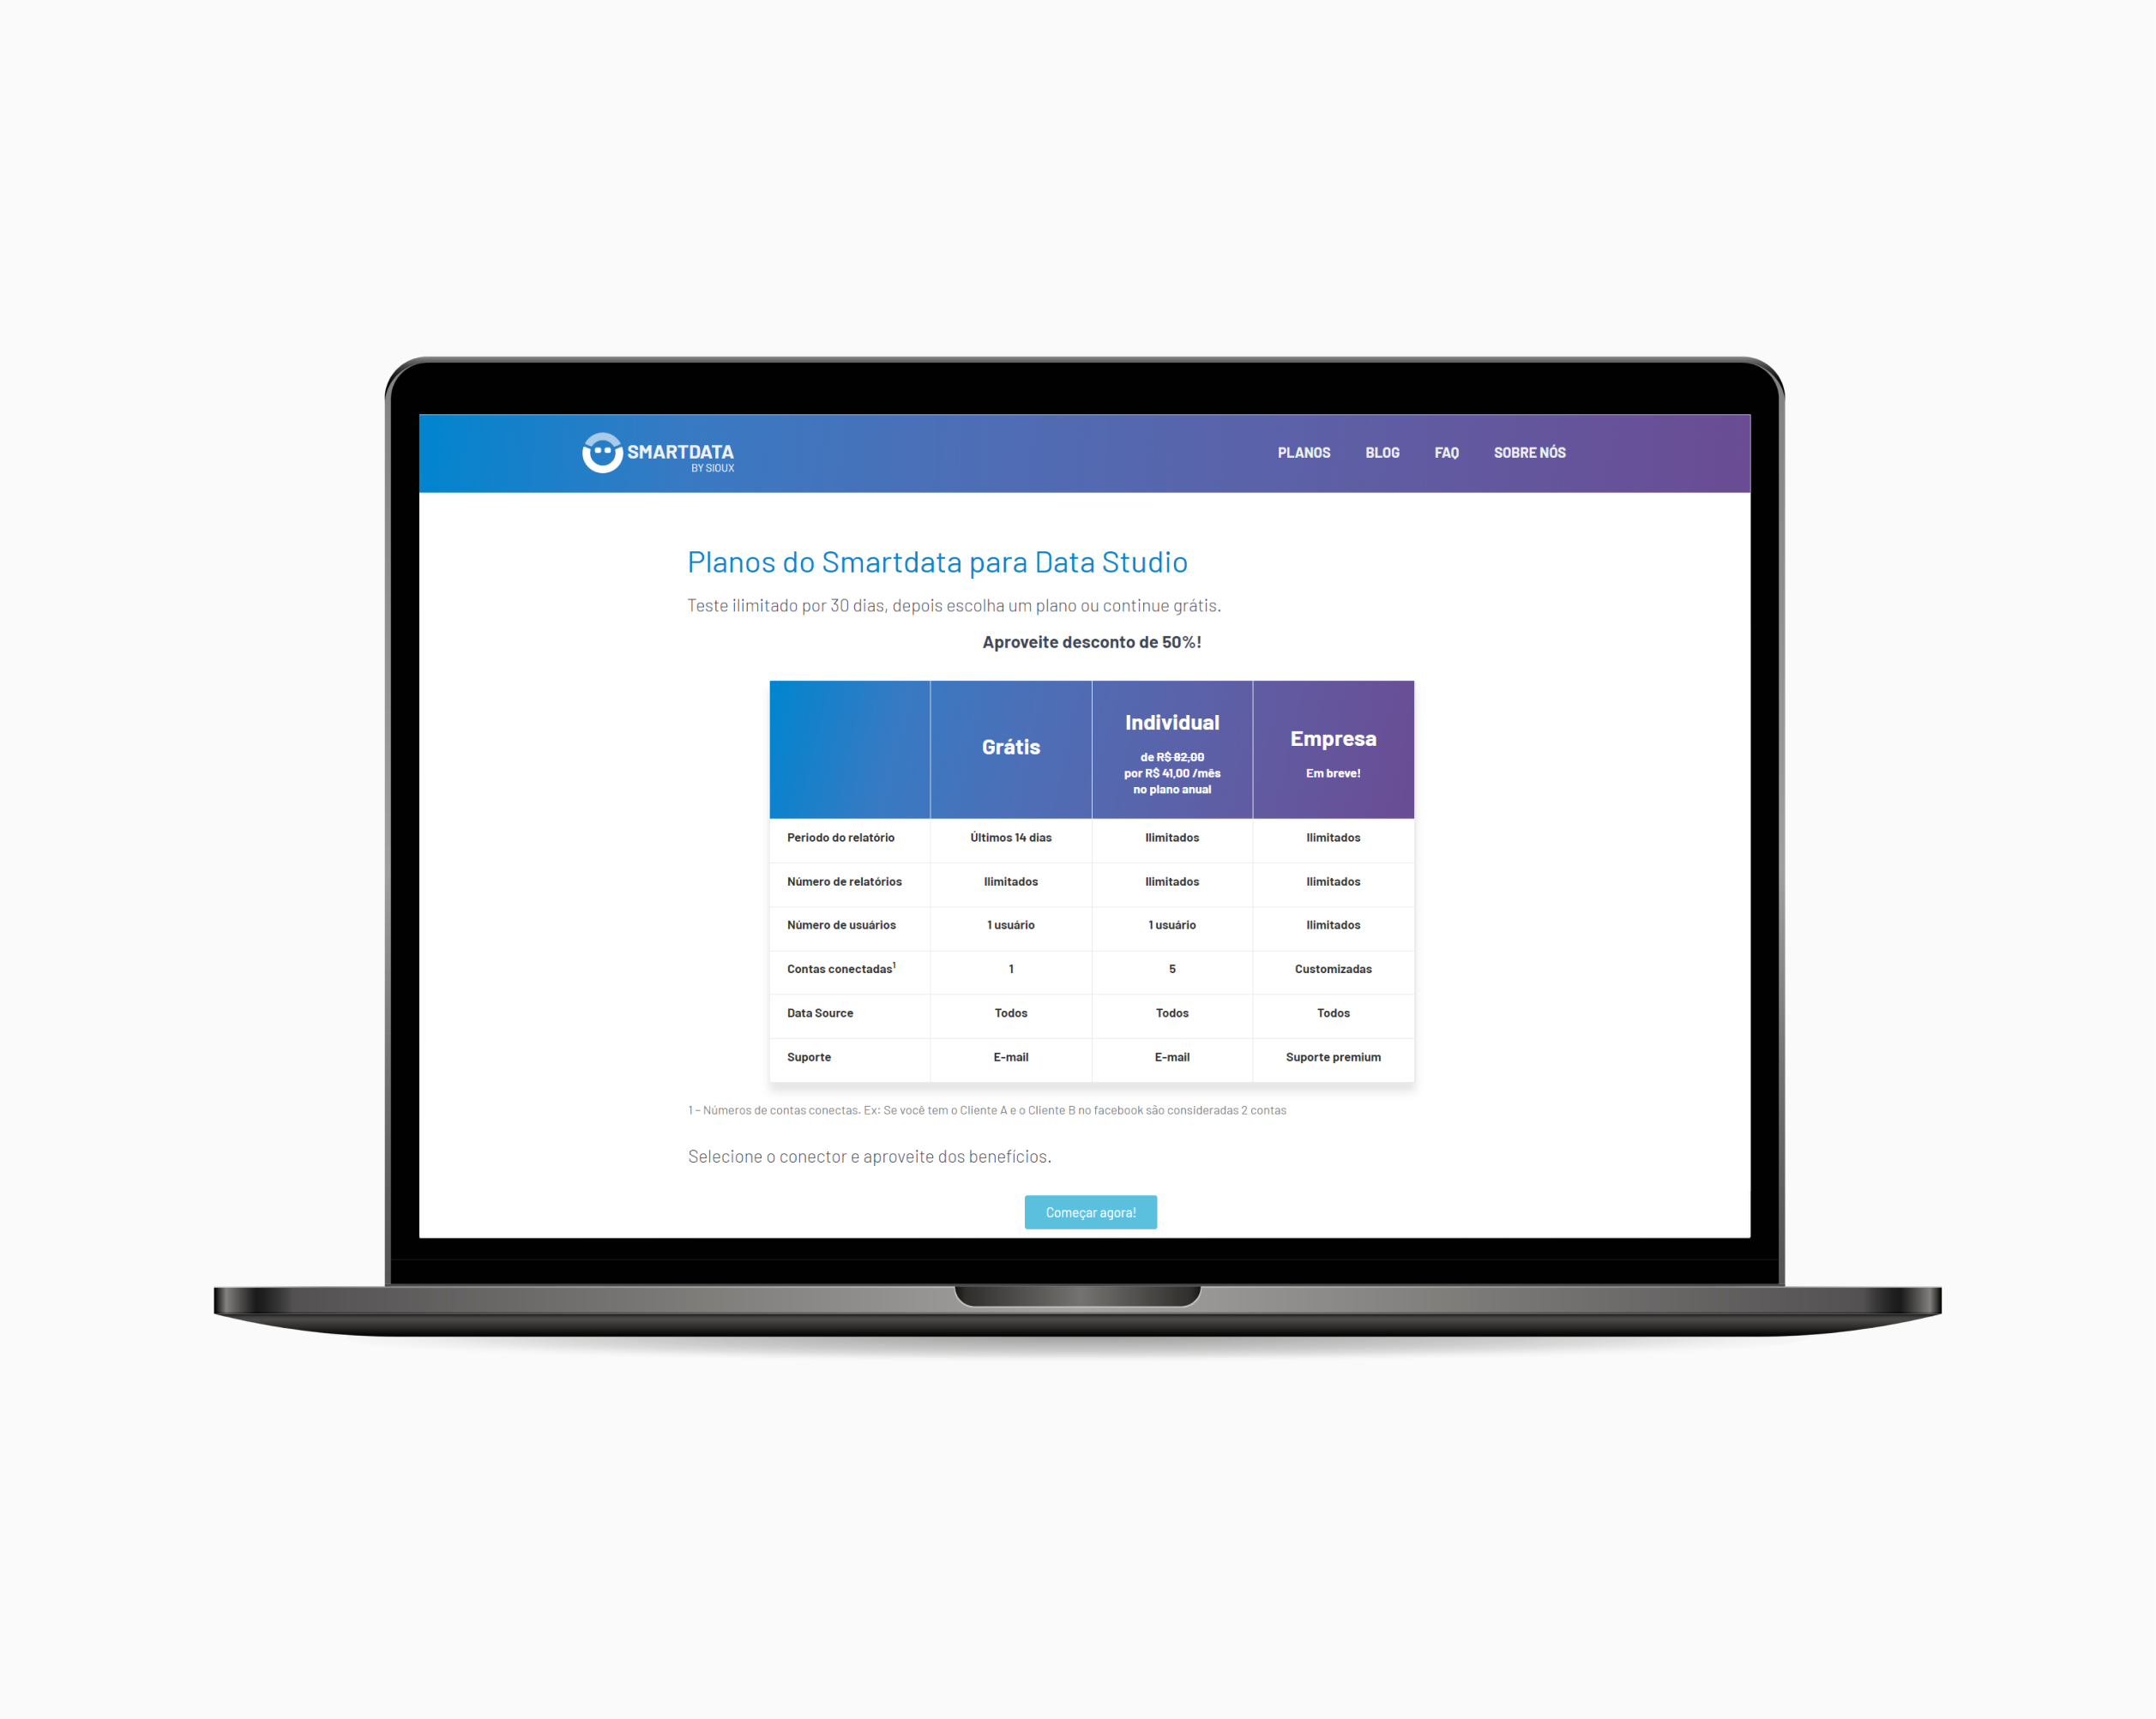 SMARTDATA
BY SIOUX
PLANOS BLOG FAQ SOBRE NÓS
Planos do Smartdata para Data Studio
Teste ilimitado por 30 dias, depois escolha um plano ou continue grátis.
Aproveite desconto de 50%!
Grátis
Individual
de R$ 82,00
por R$ 41,00 /mês
no plano anual
Empresa
Em breve!
Periodo do relatório Últimos 14 dias Ilimitados Ilimitados
Número de relatórios Ilimitados Ilimitados Ilimitados
Número de usuários 1 usuário 1 usuário Ilimitados
Contas conectadas¹ 1 5 Customizadas
Data Source Todos Todos Todos
Suporte E-mail E-mail Suporte premium
1 – Números de contas conectas. Ex: Se você tem o Cliente A e o Cliente B no facebook são consideradas 2 contas
Selecione o conector e aproveite dos benefícios.
Começar agora!